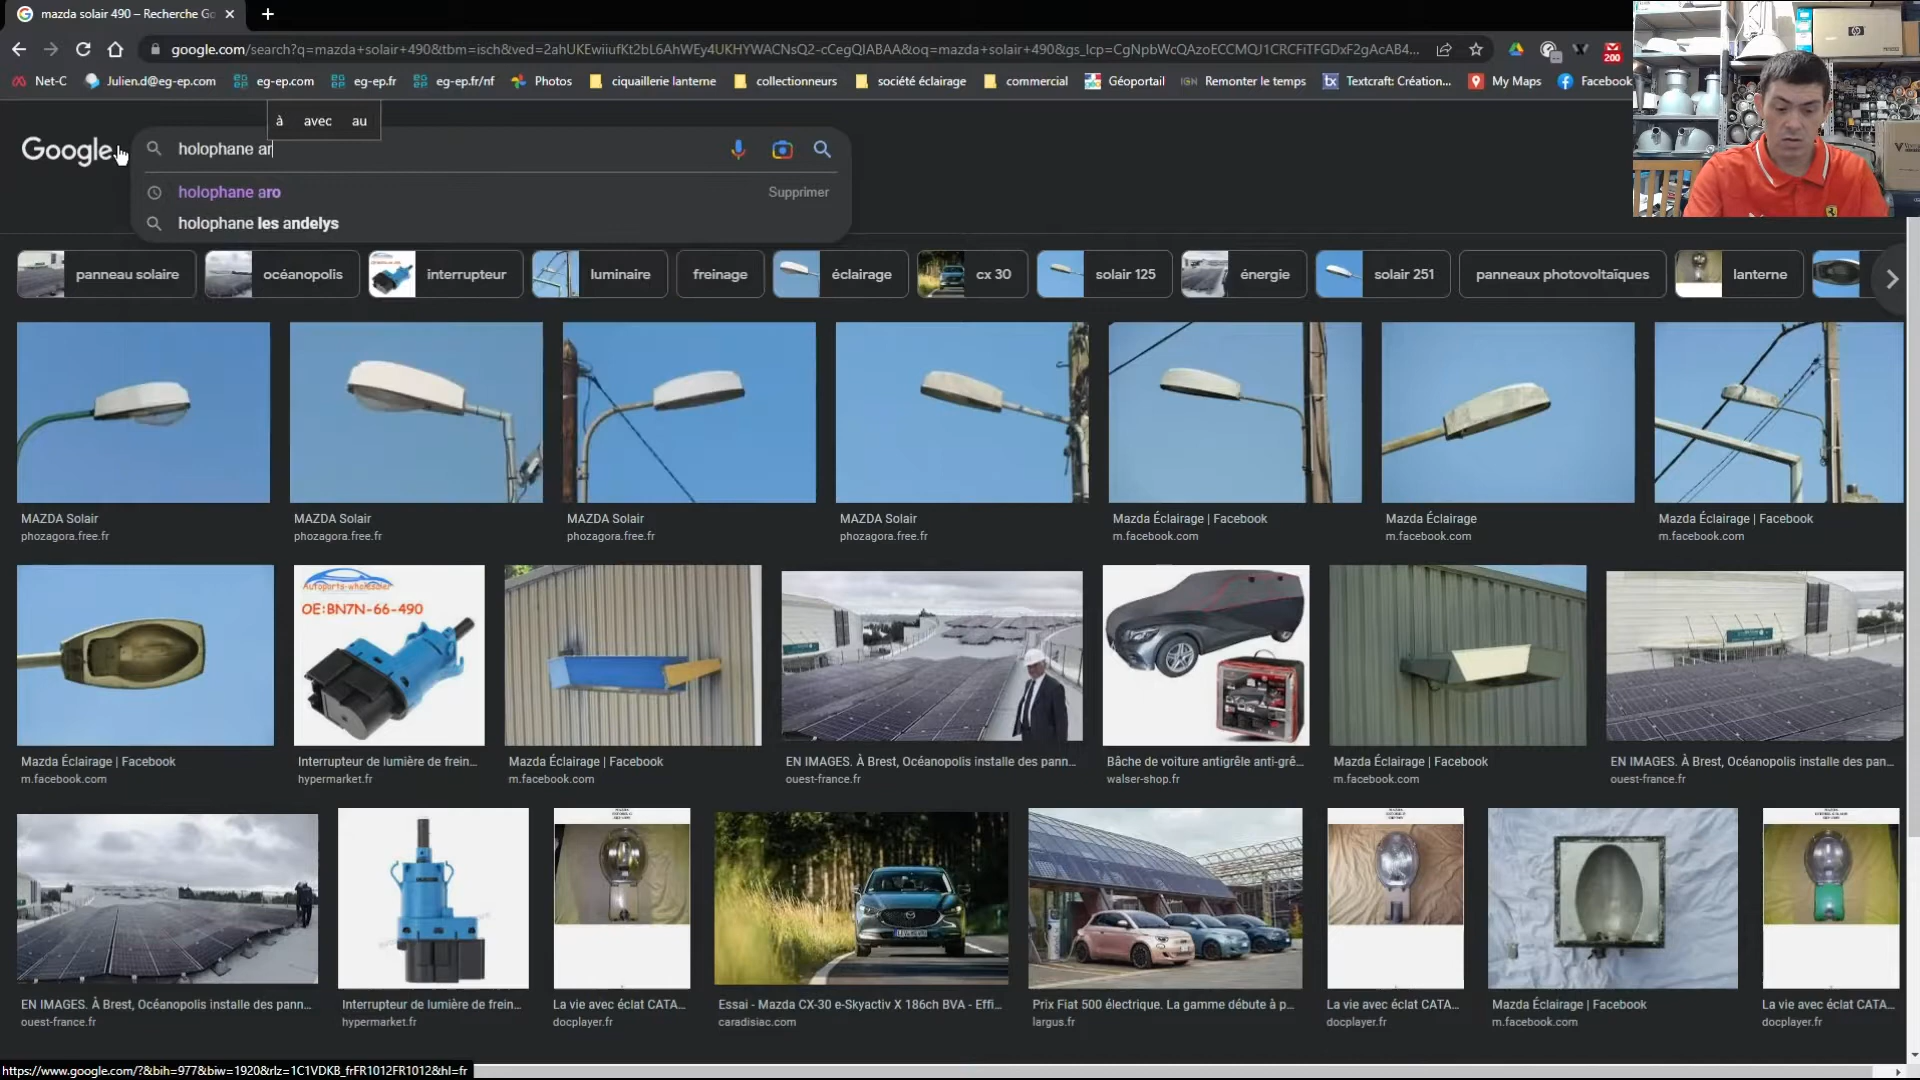 mazda solair 490 – Recherche Go
google.com/search?q=mazda+solair+490&tbm=isch&ved=2ahUKEwiiufKt2bL6AhWEy4UKHYWACNsQ2-cCegQIABAA&oq=mazda+solair+490&gs_lcp=CgNpbWcQAzoECCMQJ1CRCFiTFGDxF2gAcAB4...
Net-C
Julien.d@eg-ep.com
eg-ep.com
eg-ep.fr
eg-ep.fr/nf
Photos
ciquaillerie lanterne
collectionneurs
société éclairage
commercial
Géoportail
IGN
Remonter le temps
tx
Textcraft: Création...
My Maps
Facebook
200
à avec au
Google
holophane ar
holophane aro
Supprimer
holophane les andelys
panneau solaire
océanopolis
interrupteur
luminaire
freinage
éclairage
cx 30
solair 125
énergie
solair 251
panneaux photovoltaïques
lanterne
MAZDA Solair
phozagora.free.fr
MAZDA Solair
phozagora.free.fr
MAZDA Solair
phozagora.free.fr
MAZDA Solair
phozagora.free.fr
Mazda Éclairage | Facebook
m.facebook.com
Mazda Éclairage
m.facebook.com
Mazda Éclairage | Facebook
m.facebook.com
Autoparts-wholesaler
OE:BN7N-66-490
Mazda Éclairage | Facebook
m.facebook.com
Interrupteur de lumière de frein...
hypermarket.fr
Mazda Éclairage | Facebook
m.facebook.com
EN IMAGES. À Brest, Océanopolis installe des pann...
ouest-france.fr
Bâche de voiture antigrêle anti-grê...
walser-shop.fr
Mazda Éclairage | Facebook
m.facebook.com
EN IMAGES. À Brest, Océanopolis installe des pan...
ouest-france.fr
EN IMAGES. À Brest, Océanopolis installe des pann...
ouest-france.fr
Interrupteur de lumière de frein...
hypermarket.fr
La vie avec éclat CATA...
docplayer.fr
Essai - Mazda CX-30 e-Skyactiv X 186ch BVA - Effi...
caradisiac.com
Prix Fiat 500 électrique. La gamme débute à p...
largus.fr
La vie avec éclat CATA...
docplayer.fr
Mazda Éclairage | Facebook
m.facebook.com
La vie avec éclat CATA...
docplayer.fr
https://www.google.com/?&bih=977&biw=1920&rlz=1C1VDKB_frFR1012FR1012&hl=fr